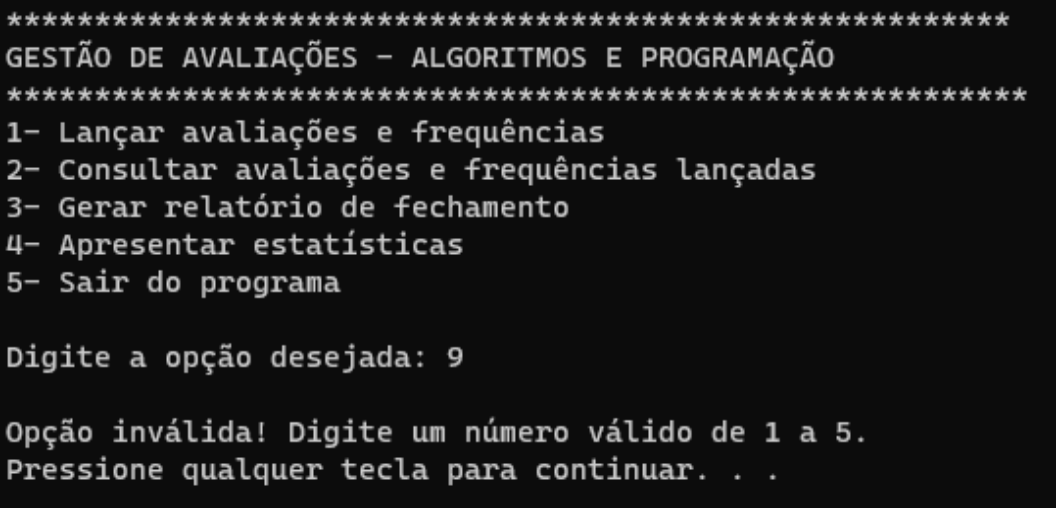 *********************************************************
GESTÃO DE AVALIAÇÕES - ALGORITMOS E PROGRAMAÇÃO
**********************************************************
1- Lançar avaliações e frequências
2- Consultar avaliações e frequências lançadas
3- Gerar relatório de fechamento
4- Apresentar estatísticas
5- Sair do programa
Digite a opção desejada: 9
Opção inválida! Digite um número válido de 1 a 5.
Pressione qualquer tecla para continuar. . .